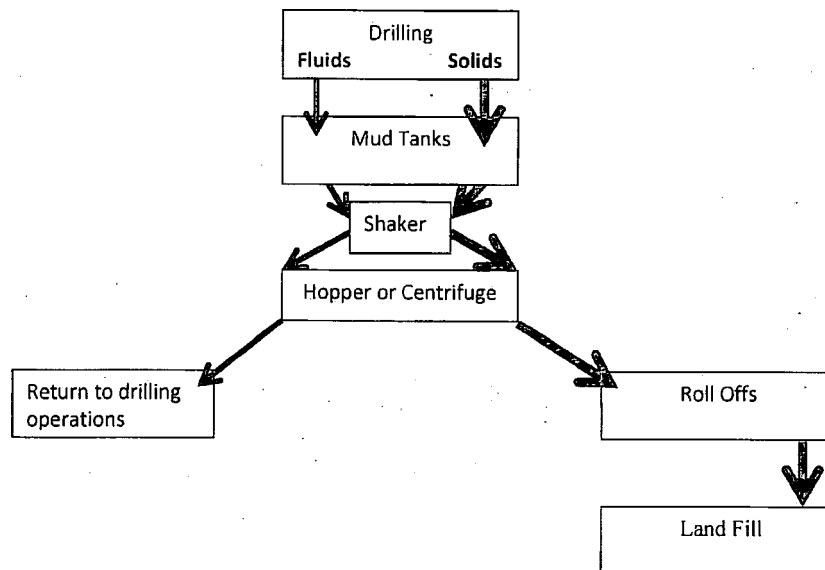 Drilling
Fluids Solids
Mud Tanks
Shaker
Hopper or Centrifuge
Return to drilling
operations
Roll Offs
Land Fill